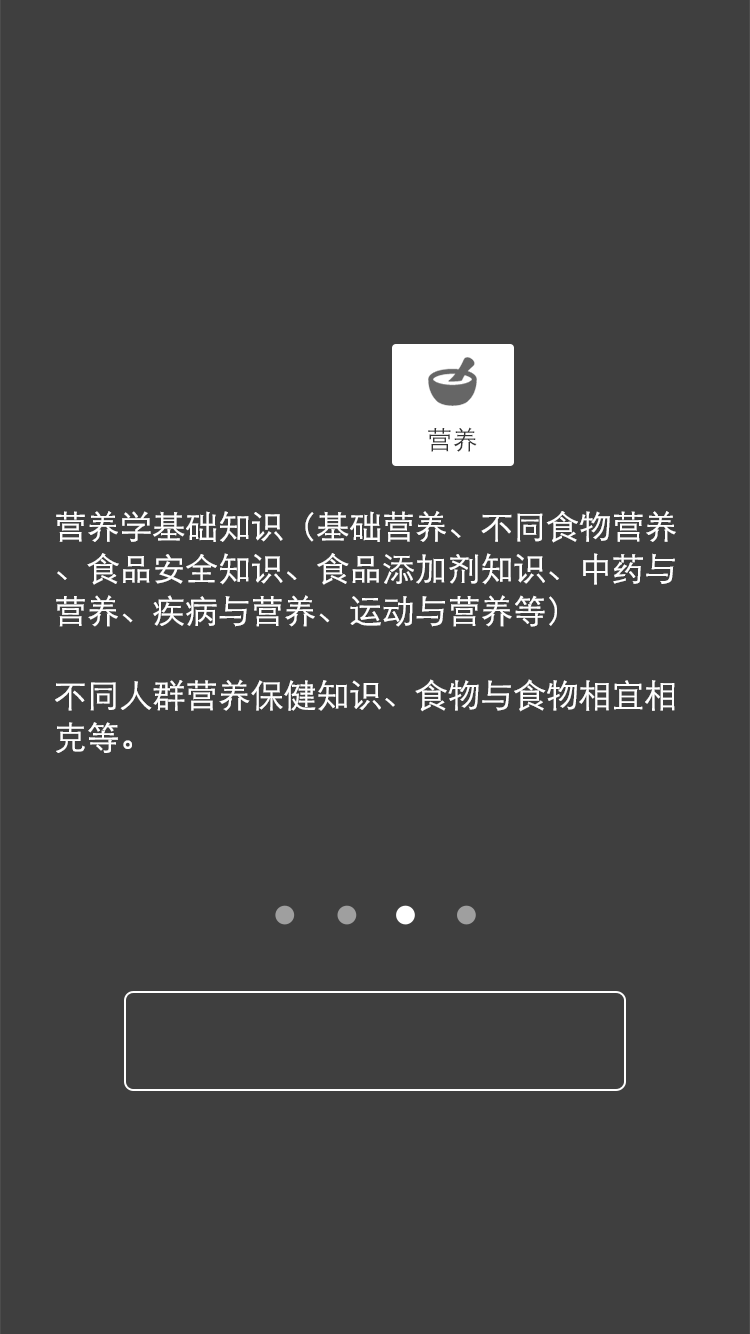 营养
营养学基础知识（基础营养、不同食物营养
、食品安全知识、食品添加剂知识、中药与
营养、疾病与营养、运动与营养等）
不同人群营养保健知识、食物与食物相宜相
克等。